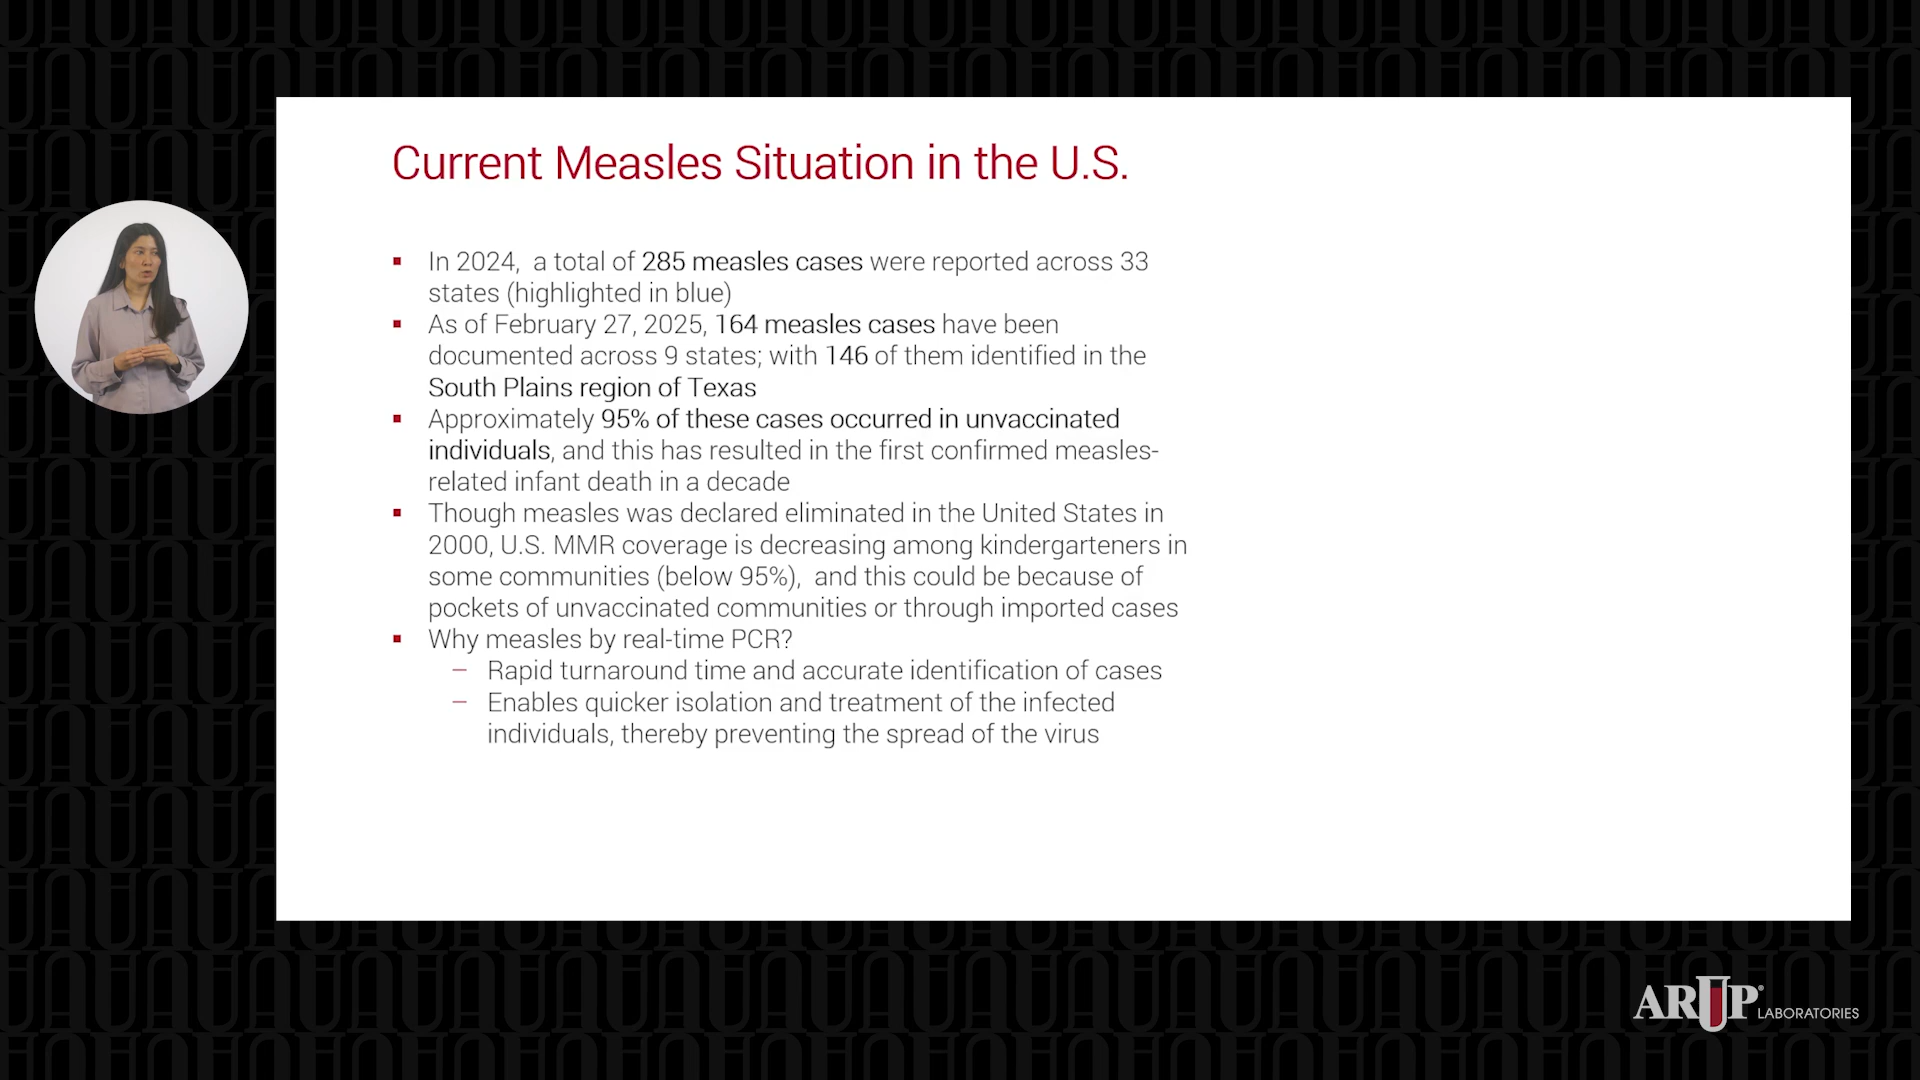 Current Measles Situation in the U.S.
▪ In 2024,  a total of 285 measles cases were reported across 33
states (highlighted in blue)
▪ As of February 27, 2025, 164 measles cases have been
documented across 9 states; with 146 of them identified in the
South Plains region of Texas
▪ Approximately 95% of these cases occurred in unvaccinated
individuals, and this has resulted in the first confirmed measles-
related infant death in a decade
▪ Though measles was declared eliminated in the United States in
2000, U.S. MMR coverage is decreasing among kindergarteners in
some communities (below 95%),  and this could be because of
pockets of unvaccinated communities or through imported cases
▪ Why measles by real-time PCR?
– Rapid turnaround time and accurate identification of cases
– Enables quicker isolation and treatment of the infected
individuals, thereby preventing the spread of the virus
ARUP® LABORATORIES